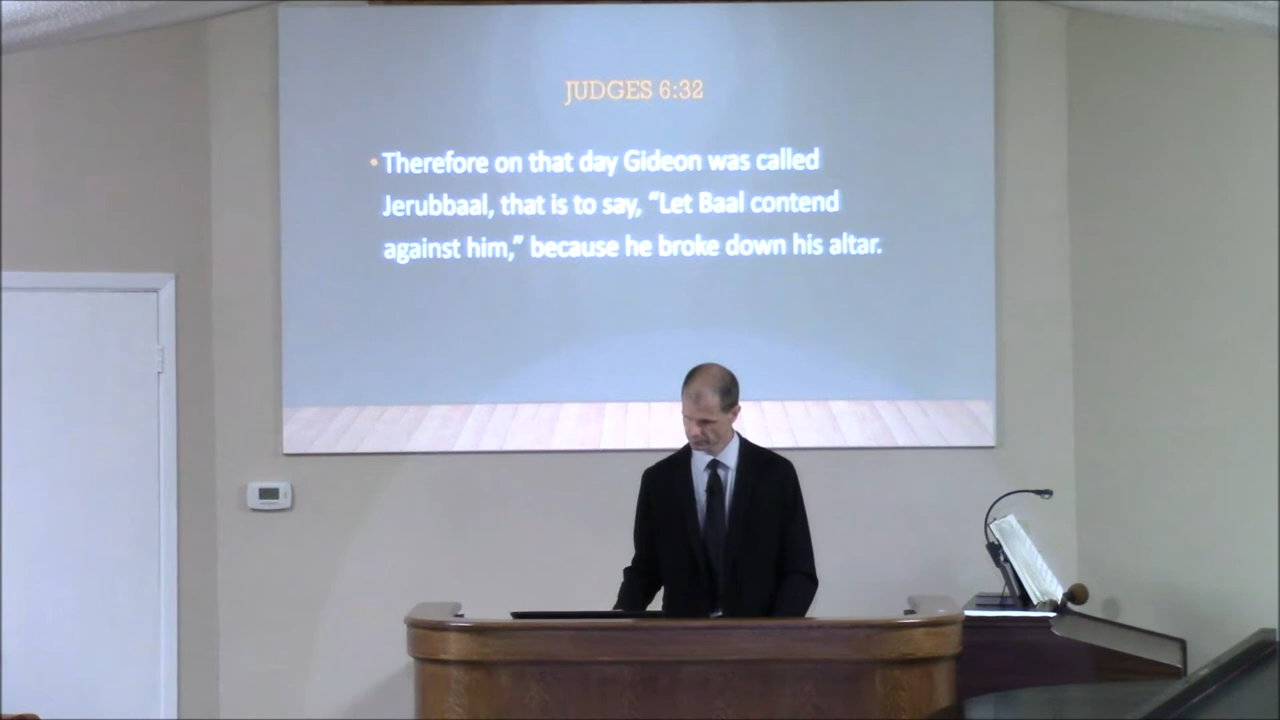 JUDGES 6:32
• Therefore on that day Gideon was called
Jerubbaal, that is to say, “Let Baal contend
against him,” because he broke down his altar.